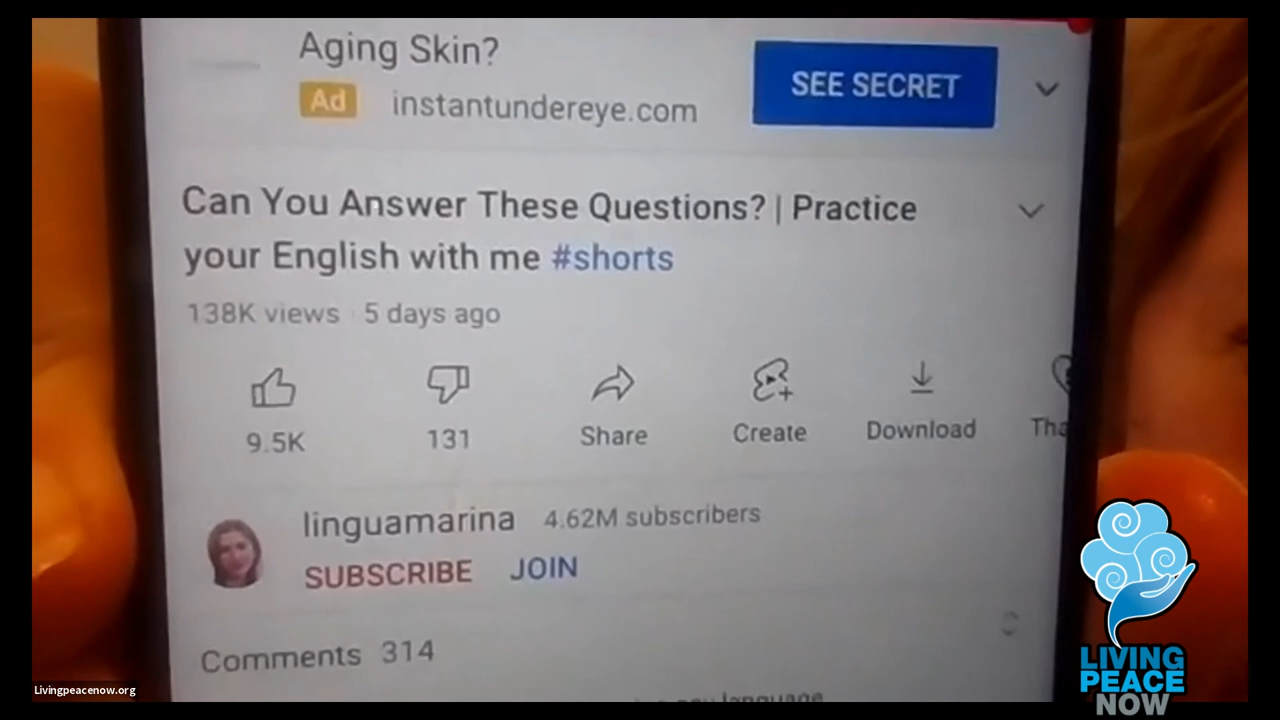 Aging Skin?
Ad instantundereye.com
SEE SECRET
Can You Answer These Questions? | Practice
your English with me #shorts
138K views · 5 days ago
9.5K 131 Share Create Download Tha
linguamarina 4.62M subscribers
SUBSCRIBE JOIN
Comments 314
language
Livingpeacenow.org
LIVING
PEACE
NOW